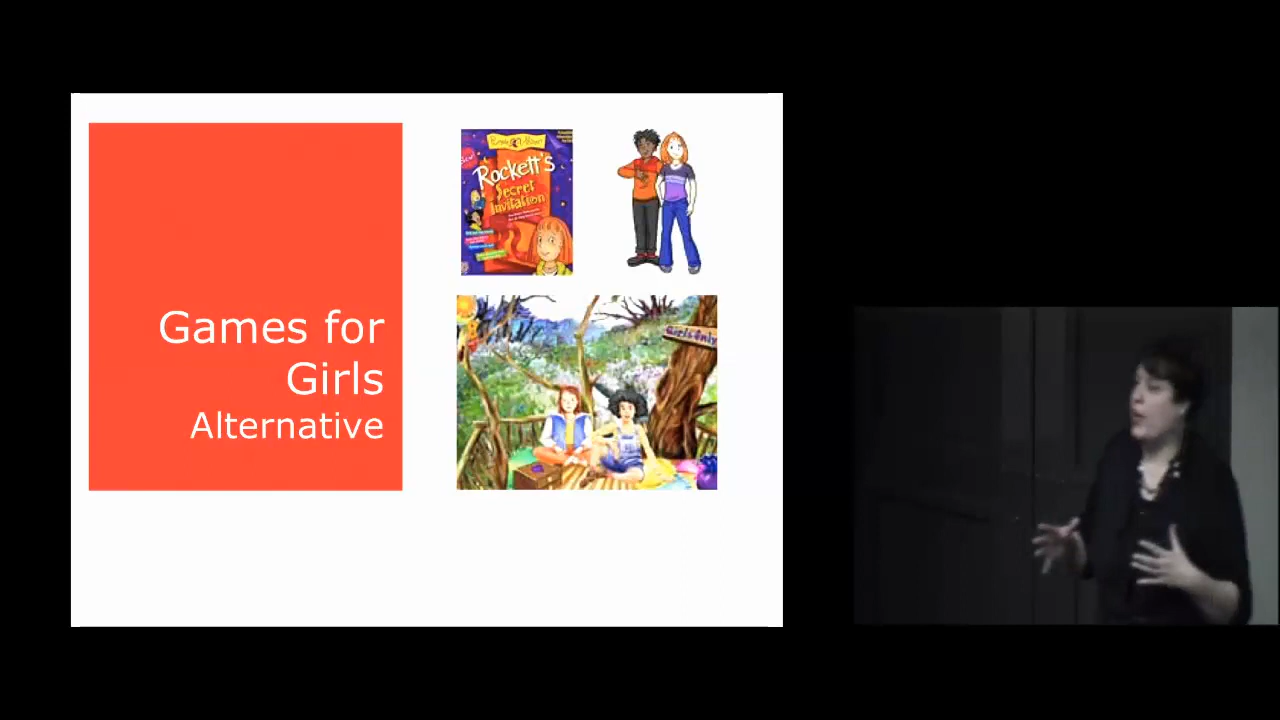 Games for
Girls
Alternative
Rockett's
Secret
Invitation
Girls Only